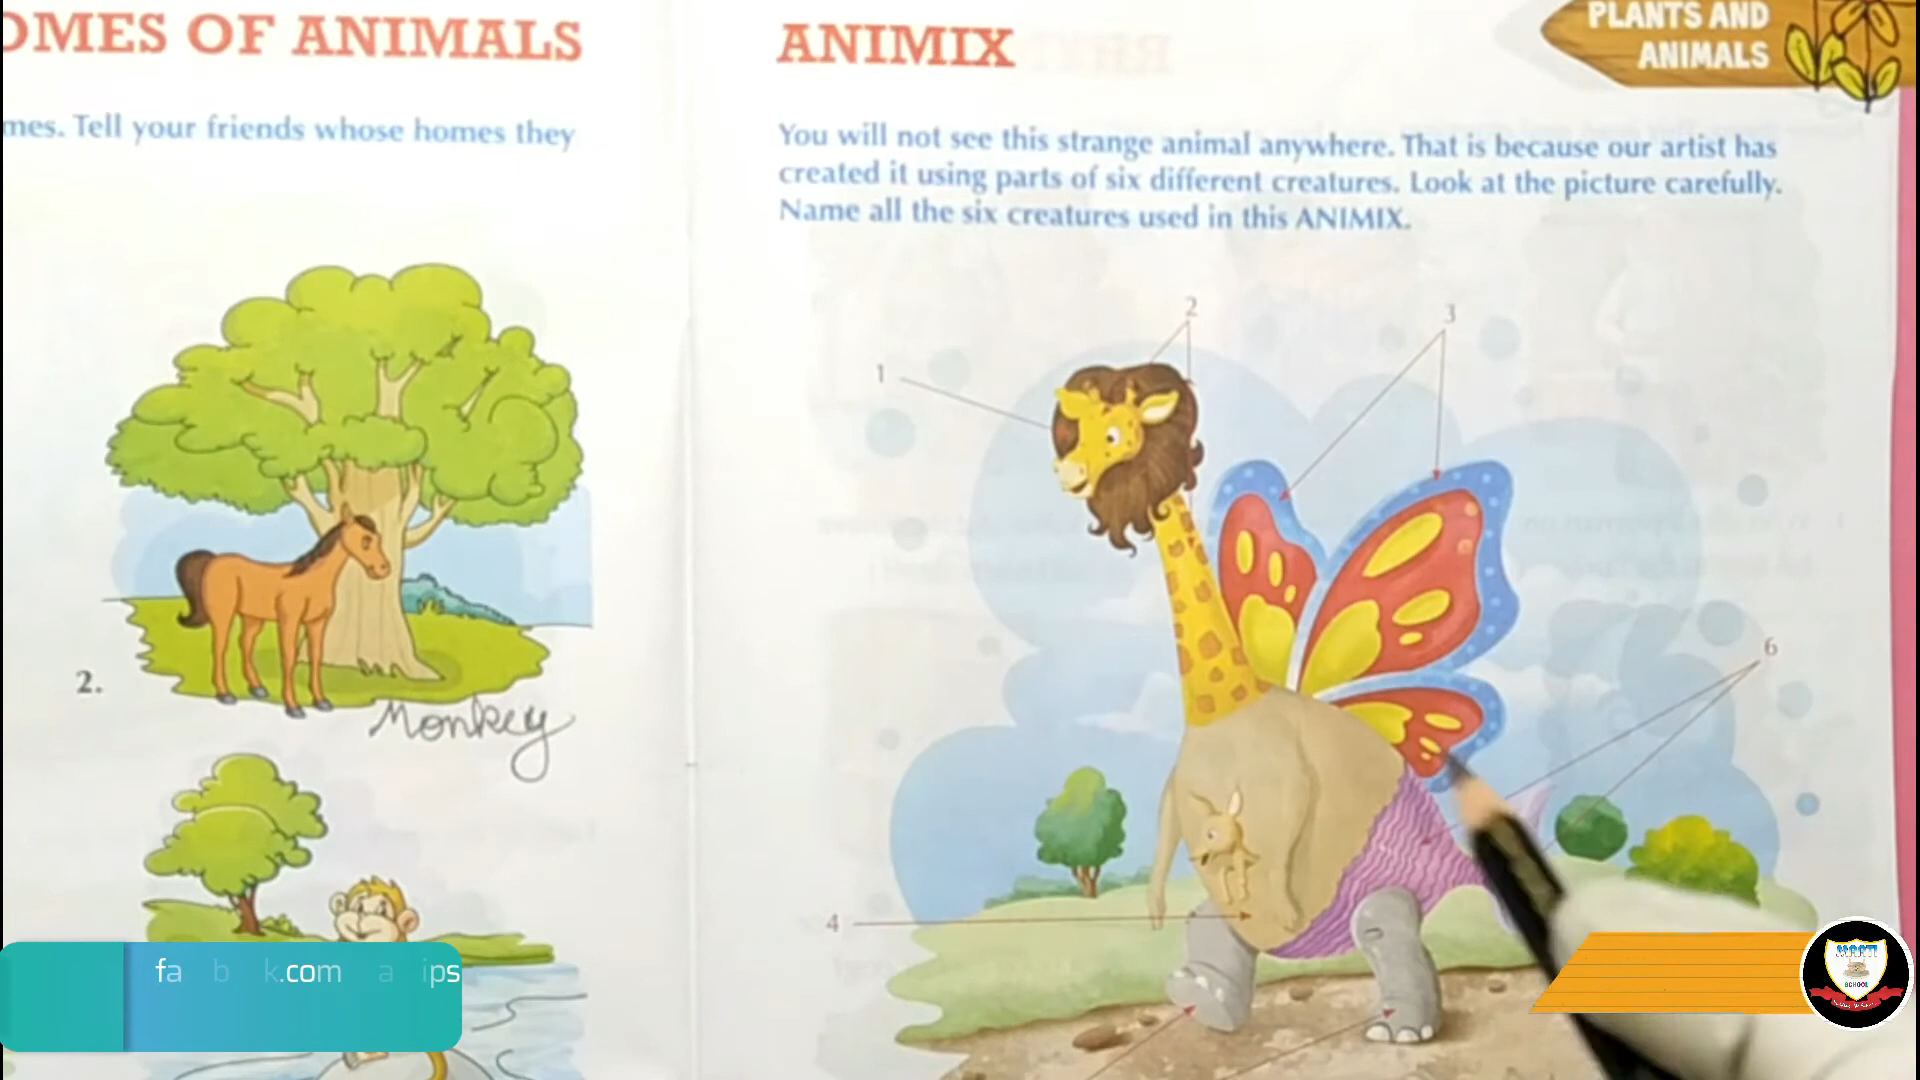 OMES OF ANIMALS
mes. Tell your friends whose homes they
2.
Monkey
ANIMIX
PLANTS AND
ANIMALS
You will not see this strange animal anywhere. That is because our artist has
created it using parts of six different creatures. Look at the picture carefully.
Name all the six creatures used in this ANIMIX.
1
2
3
6
4
fa b k.com a ips
SCHOOL